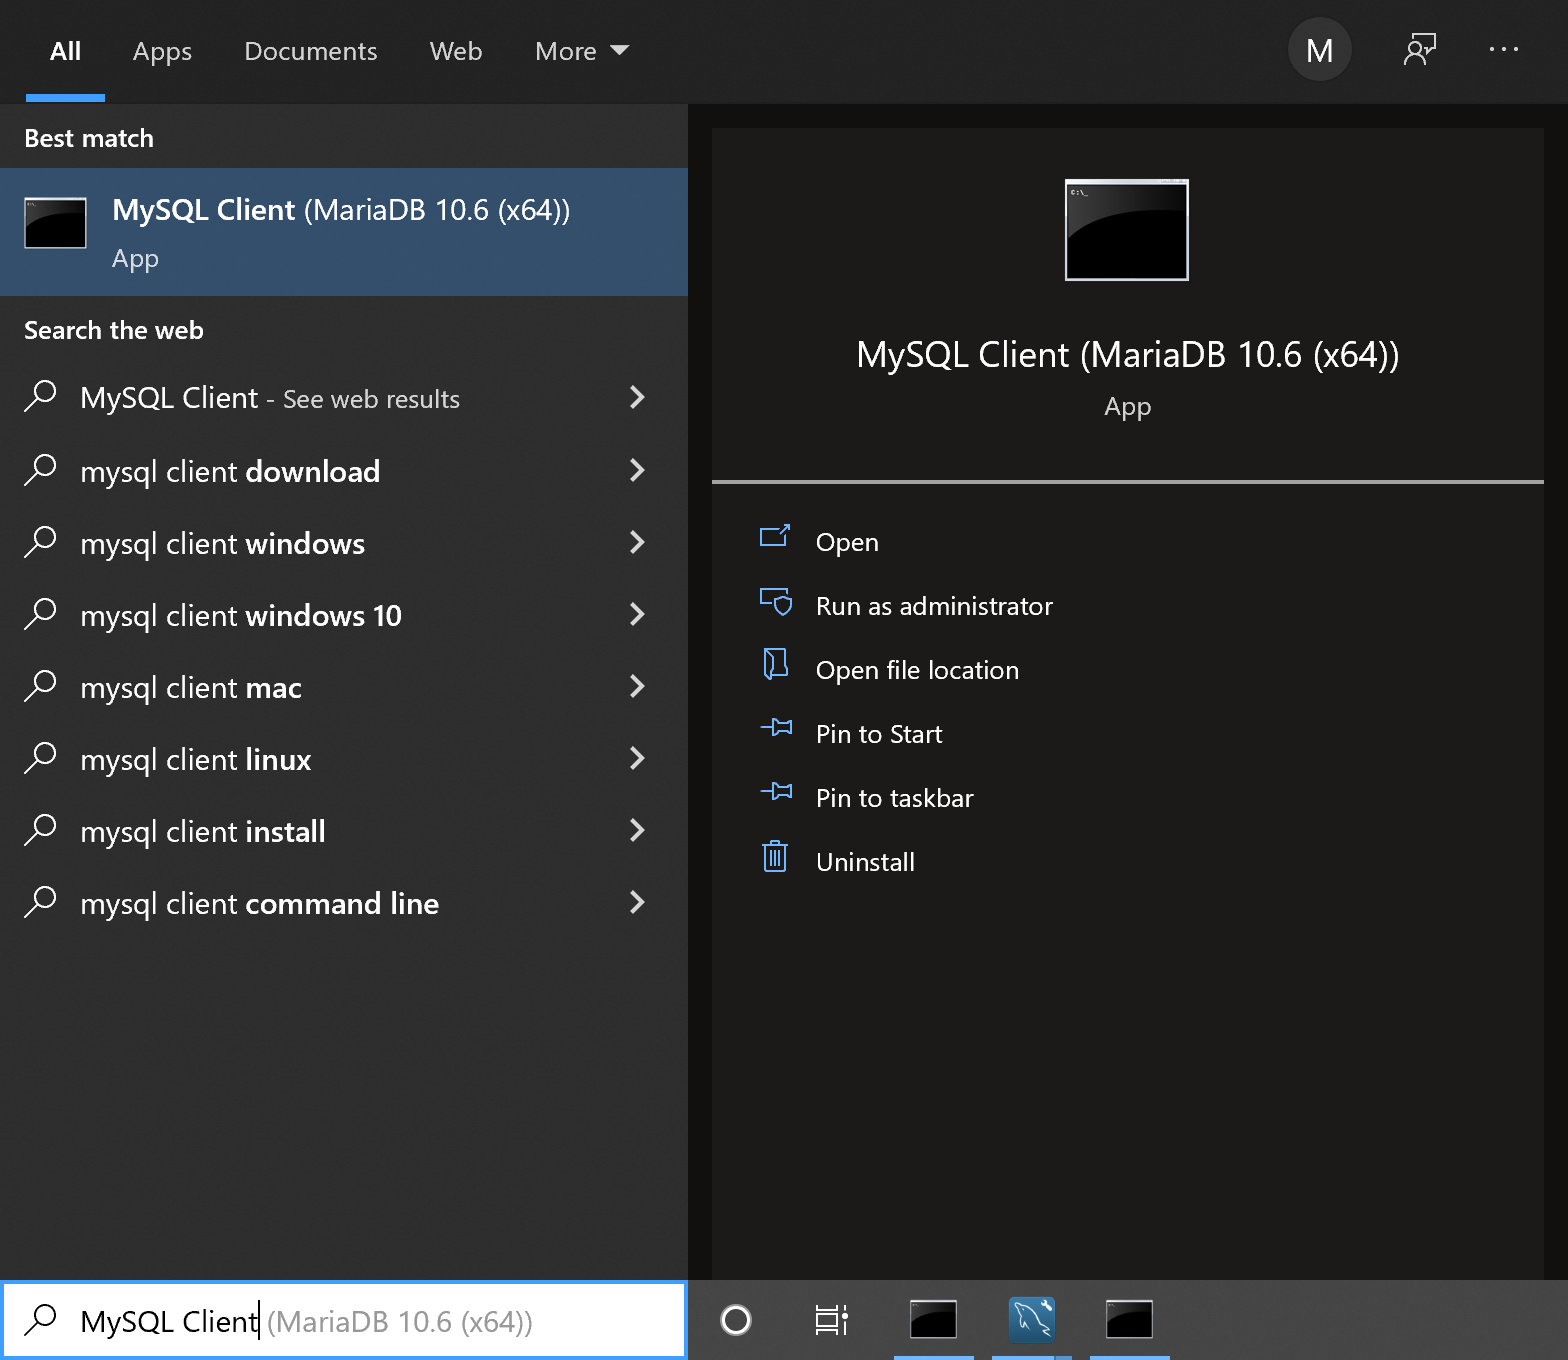 All Apps Documents Web More M ...
Best match
MySQL Client (MariaDB 10.6 (x64))
App
Search the web
MySQL Client - See web results
mysql client download
mysql client windows
mysql client windows 10
mysql client mac
mysql client linux
mysql client install
mysql client command line
C:\_
MySQL Client (MariaDB 10.6 (x64))
App
Open
Run as administrator
Open file location
Pin to Start
Pin to taskbar
Uninstall
MySQL Client (MariaDB 10.6 (x64))